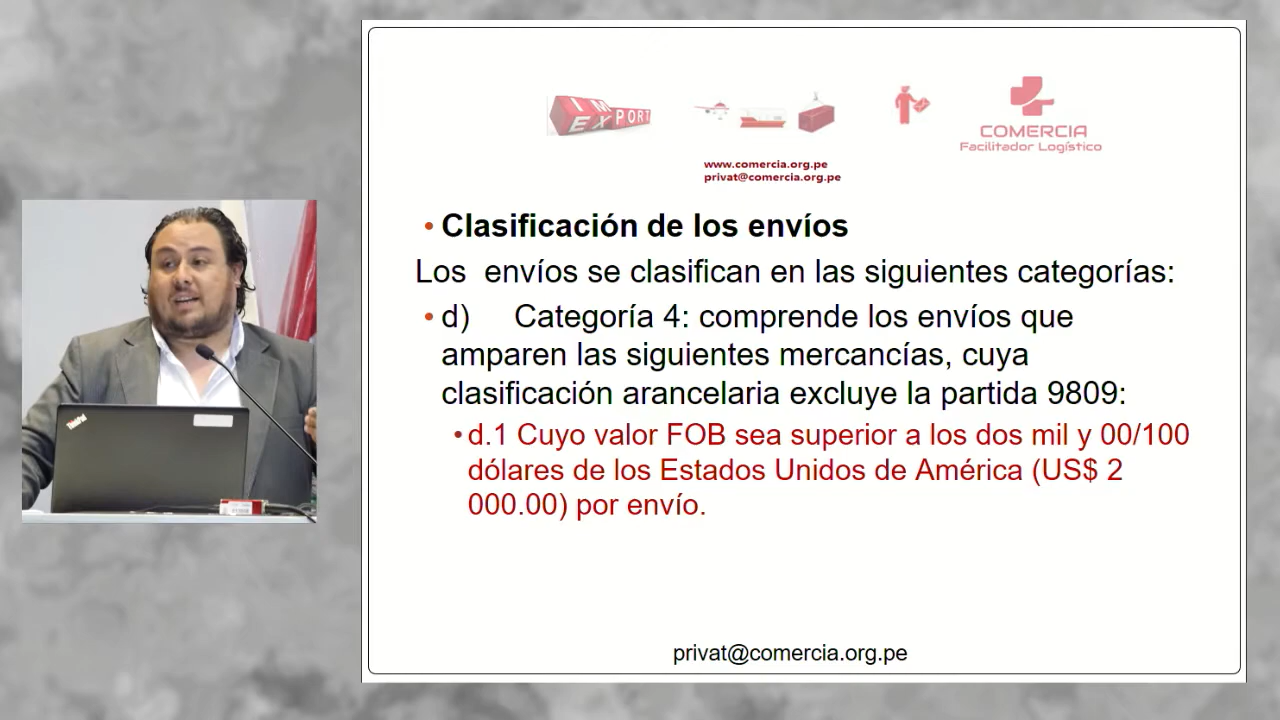 IM
EXPORT
COMERCIA
Facilitador Logístico
www.comercia.org.pe
privat@comercia.org.pe
• Clasificación de los envíos
Los envíos se clasifican en las siguientes categorías:
• d) Categoría 4: comprende los envíos que
amparen las siguientes mercancías, cuya
clasificación arancelaria excluye la partida 9809:
• d.1 Cuyo valor FOB sea superior a los dos mil y 00/100
dólares de los Estados Unidos de América (US$ 2
000.00) por envío.
privat@comercia.org.pe
ThinkPad